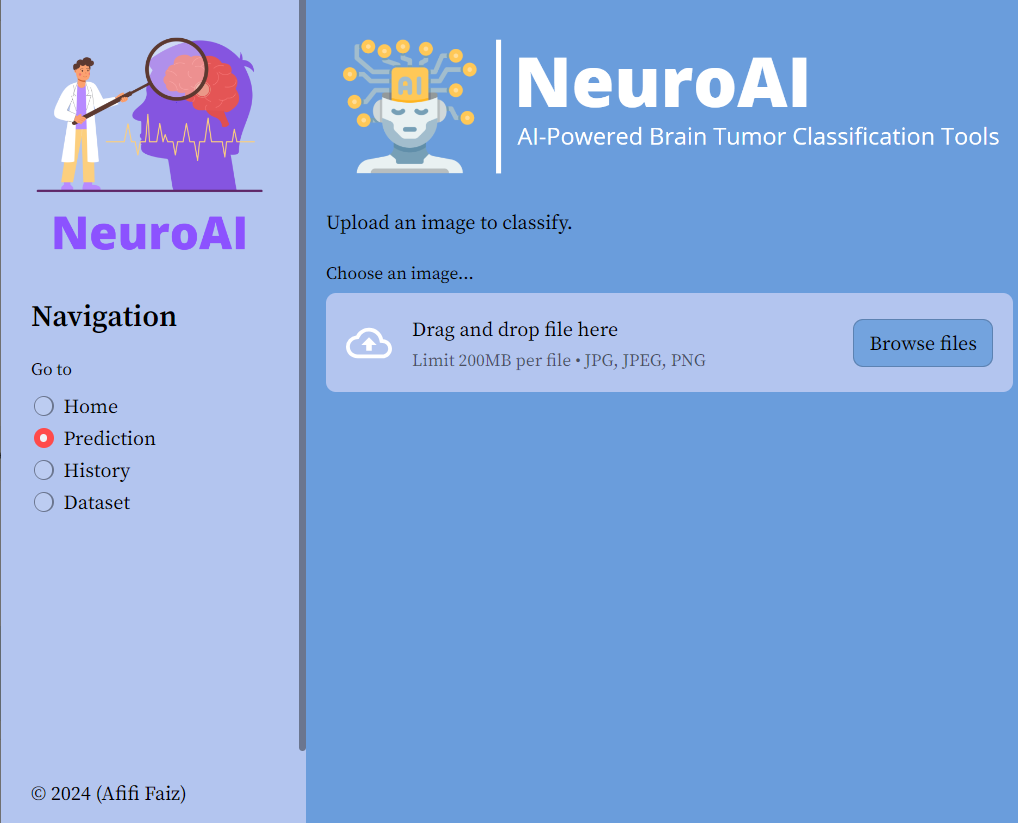 NeuroAI
Navigation
Go to
Home
Prediction
History
Dataset
© 2024 (Afifi Faiz)
AI
NeuroAI
AI-Powered Brain Tumor Classification Tools
Upload an image to classify.
Choose an image...
Drag and drop file here
Limit 200MB per file • JPG, JPEG, PNG
Browse files